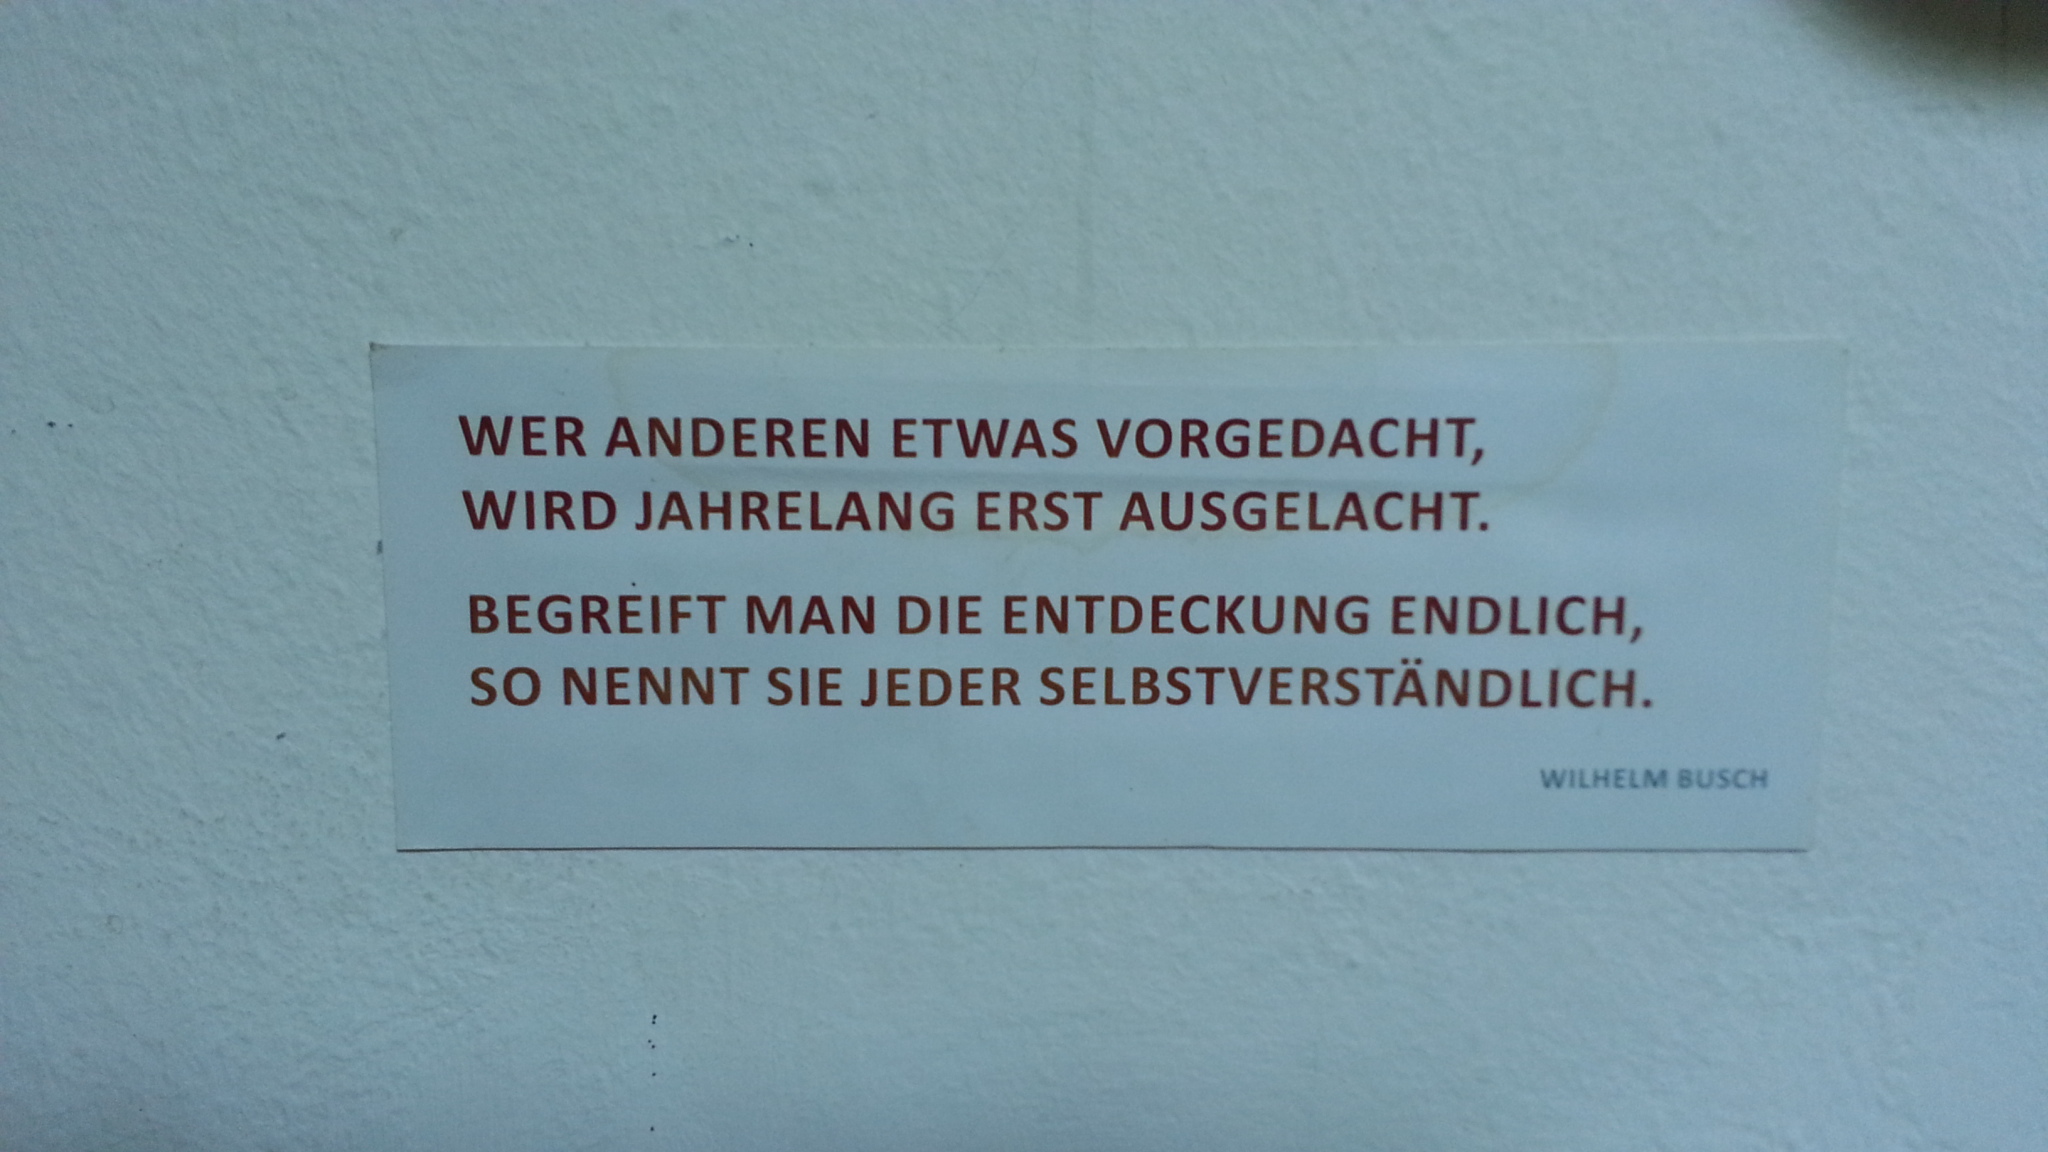 WER ANDEREN ETWAS VORGEDACHT,
WIRD JAHRELANG ERST AUSGELACHT.
BEGREIFT MAN DIE ENTDECKUNG ENDLICH,
SO NENNT SIE JEDER SELBSTVERSTÄNDLICH.
WILHELM BUSCH